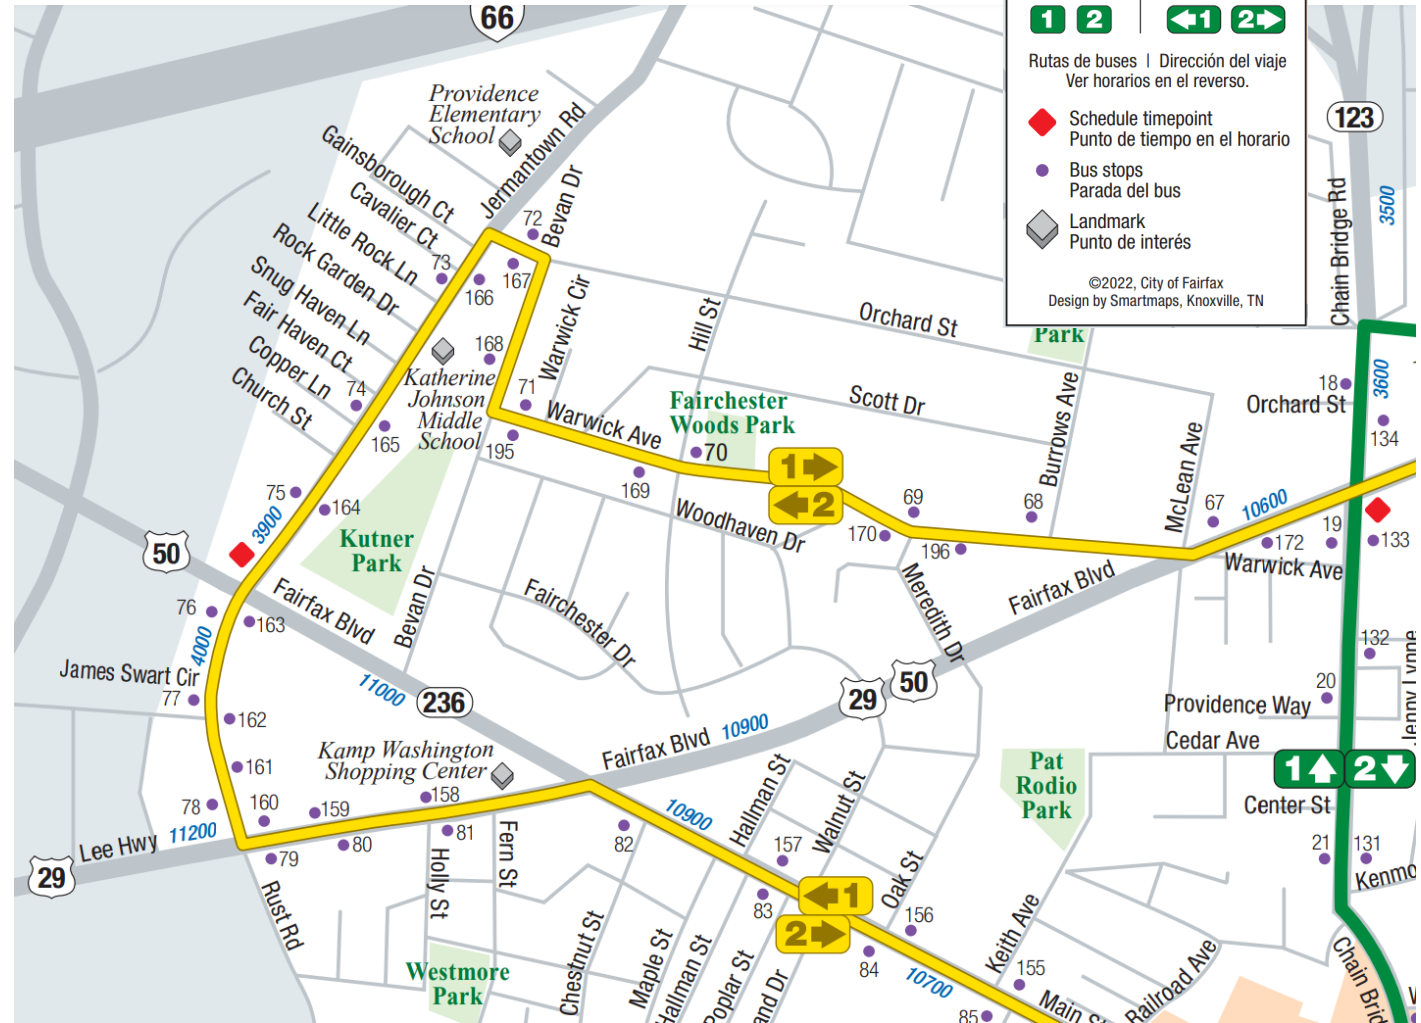 66
1 2 1 2
Rutas de buses | Dirección del viaje
Ver horarios en el reverso.
Schedule timepoint
Punto de tiempo en el horario
Bus stops
Parada del bus
Landmark
Punto de interés
©2022, City of Fairfax
Design by Smartmaps, Knoxville, TN
123
3500
Chain Bridge Rd
Providence
Elementary
School
Jermantown Rd
Gainsborough Ct
Cavalier Ct
Little Rock Ln
Rock Garden Dr
Snug Haven Ln
Fair Haven Ct
Copper Ln
Church St
72
Bevan Dr
73
166
167
168
Warwick Cir
Hill St
Orchard St
Park
Katherine
Johnson
Middle
School
71
74
165
195
Warwick Ave
Fairchester
Woods Park
70
Scott Dr
Burrows Ave
McLean Ave
18
Orchard St
3600
134
1
2
169
Woodhaven Dr
170
69
196
68
67
10600
172
19
133
Warwick Ave
75
164
3900
50
Kutner
Park
Bevan Dr
Fairchester Dr
Meredith Dr
Fairfax Blvd
Fairfax Blvd
76
163
4000
James Swart Cir
77
162
11000
236
29
50
132
20
Providence Way
Cedar Ave
Jenny Lynne
1 2
Center St
21
131
Kenmo
161
Kamp Washington
Shopping Center
Fairfax Blvd
10900
78
160
159
158
Lee Hwy
11200
29
79
80
81
82
10900
Hallman St
157
Walnut St
Pat
Rodio
Park
Rust Rd
Holly St
Fern St
83
1
2
Oak St
156
84
10700
Keith Ave
155
85
Main St
Railroad Ave
Chain Brid
Westmore
Park
Chestnut St
Maple St
Hallman St
Poplar St
and Dr